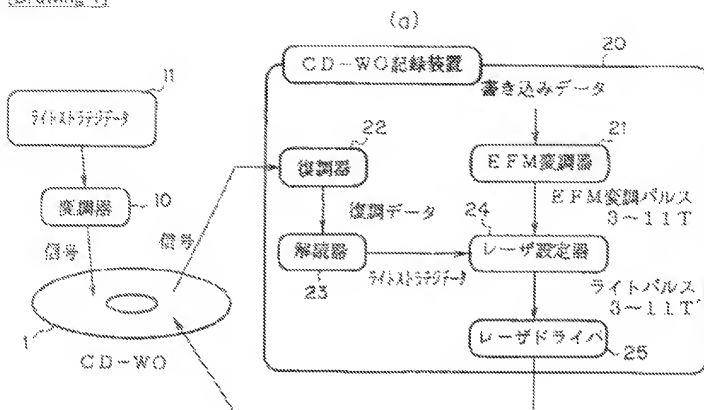 (a)
20
CD-WO記録装置
11
書き込みデータ
ライトストラテジデータ
22
21
復調器
EFM変調器
変調器
10
復調データ
EFM変調パルス
3~11T
24
信号
信号
解読器
レーザ設定器
23
ライトストラテジデータ
ライトパルス
3~11T'
1
レーザドライバ
25
CD-WO